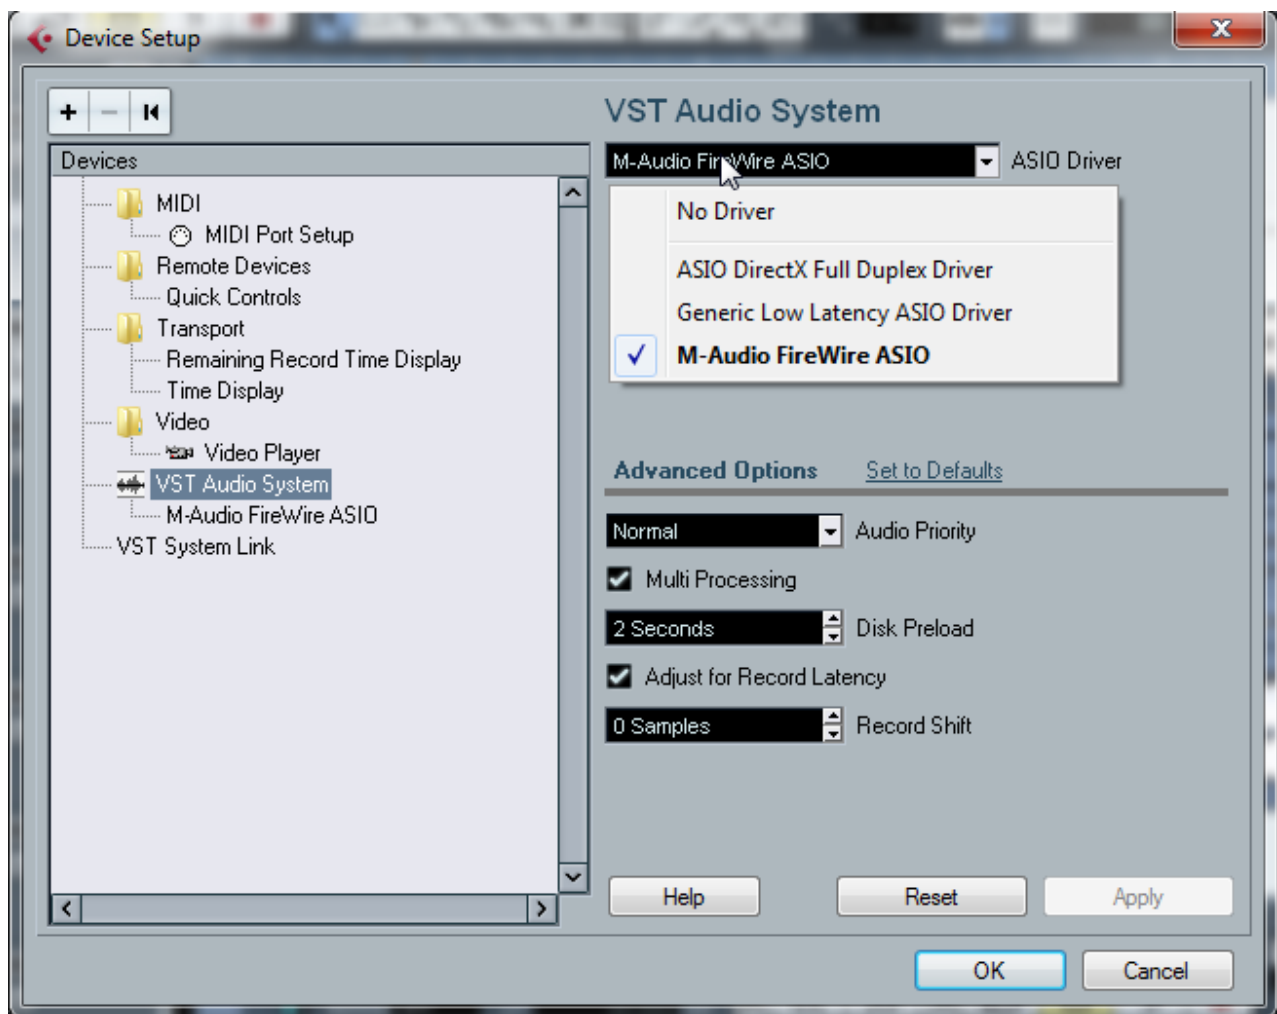 Device Setup
x
VST Audio System
Devices
M-Audio FireWire ASIO
ASIO Driver
No Driver
ASIO DirectX Full Duplex Driver
Generic Low Latency ASIO Driver
✓ M-Audio FireWire ASIO
MIDI
MIDI Port Setup
Remote Devices
Quick Controls
Transport
Remaining Record Time Display
Time Display
Video
Video Player
VST Audio System
M-Audio FireWire ASIO
VST System Link
Advanced Options Set to Defaults
Normal Audio Priority
Multi Processing
2 Seconds Disk Preload
Adjust for Record Latency
0 Samples Record Shift
Help Reset Apply
OK Cancel